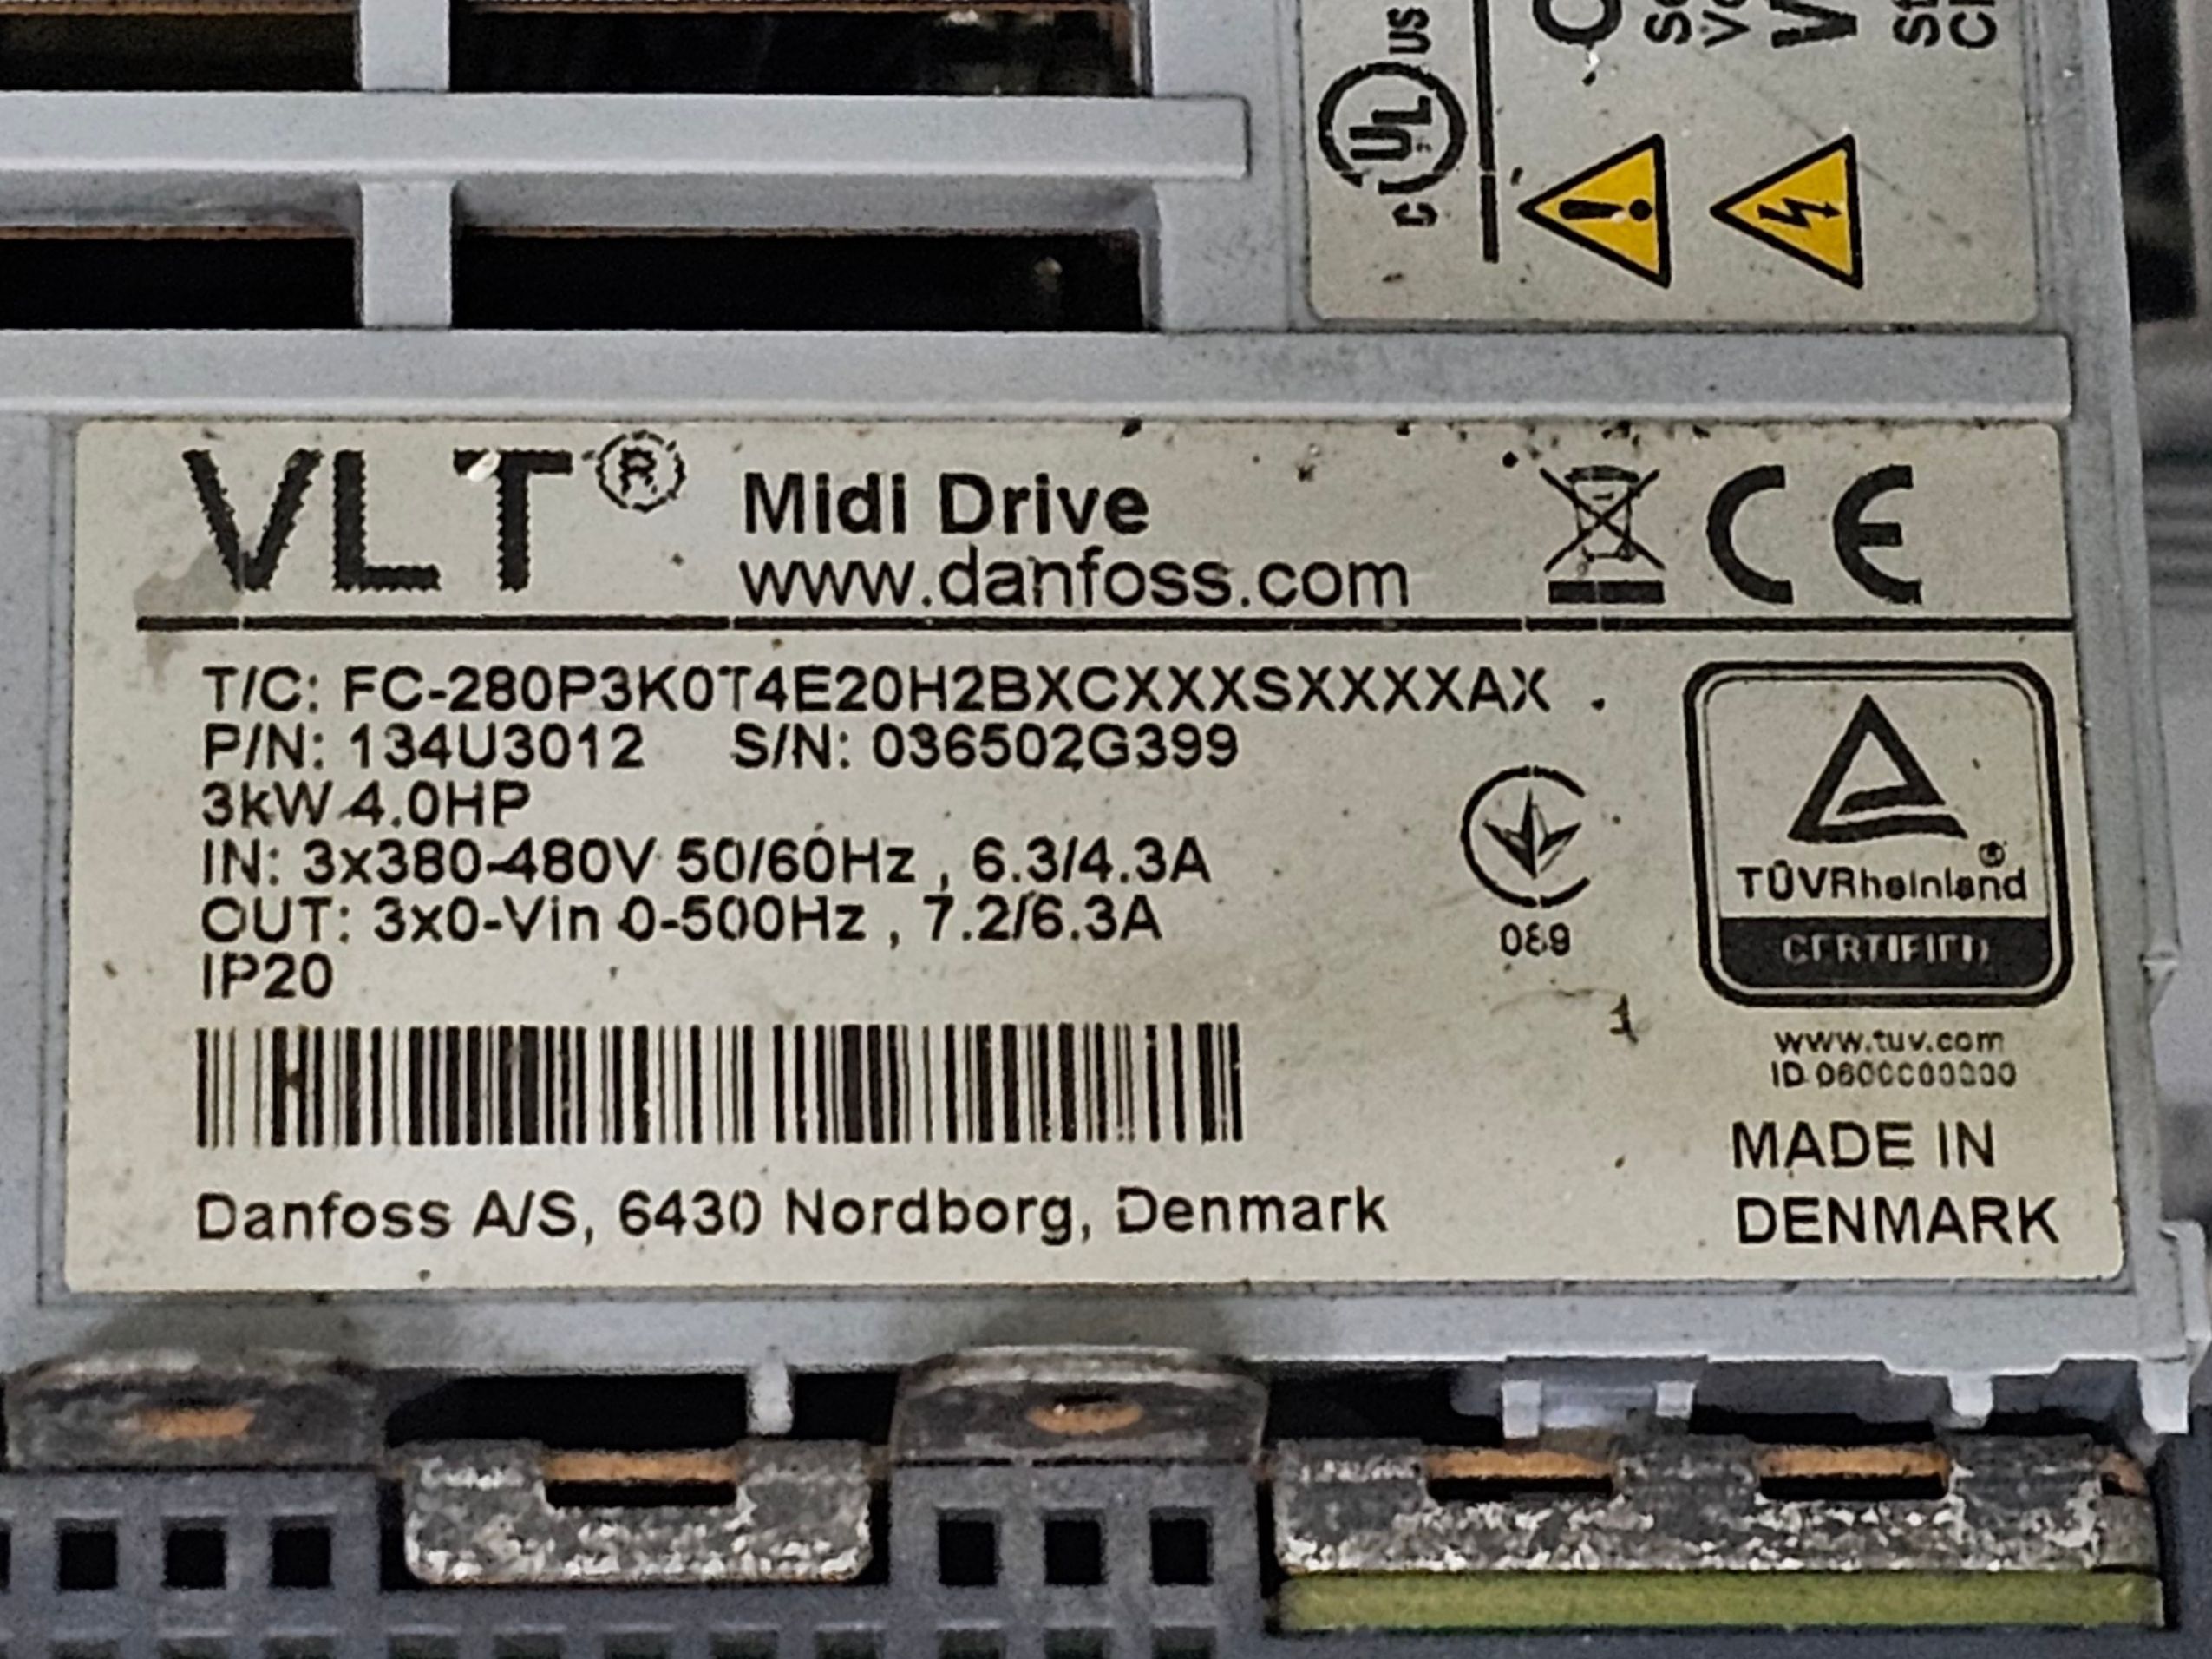 c UL us
VLT® Midi Drive
www.danfoss.com
CE
T/C: FC-280P3K0T4E20H2BXCXXXSXXXXAX .
P/N: 134U3012 S/N: 036502G399
3kW 4.0HP
IN: 3x380-480V 50/60Hz , 6.3/4.3A
OUT: 3x0-Vin 0-500Hz , 7.2/6.3A
IP20
089
TÜVRheinland ®
CERTIFIED
www.tuv.com
ID 0600000000
MADE IN
DENMARK
Danfoss A/S, 6430 Nordborg, Denmark